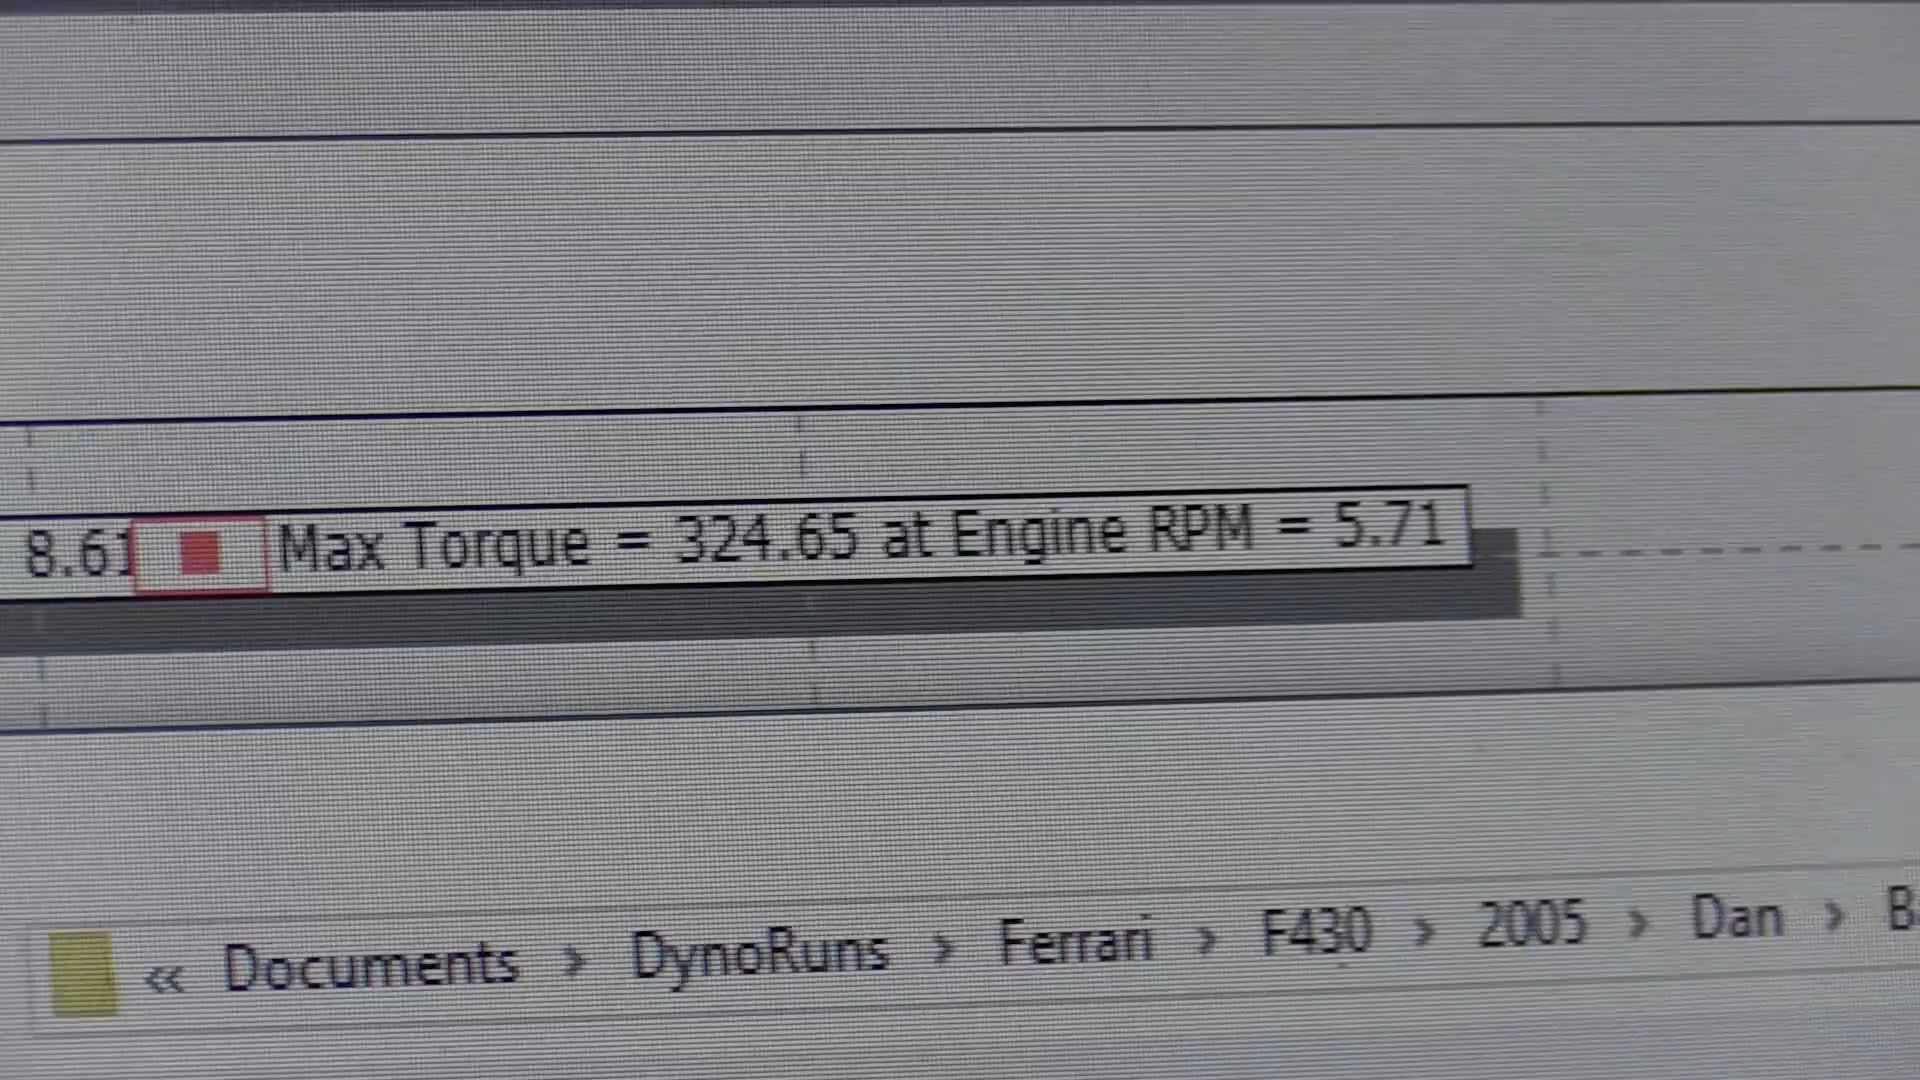 8.61 Max Torque = 324.65 at Engine RPM = 5.71
« Documents › DynoRuns › Ferrari › F430 › 2005 › Dan ›